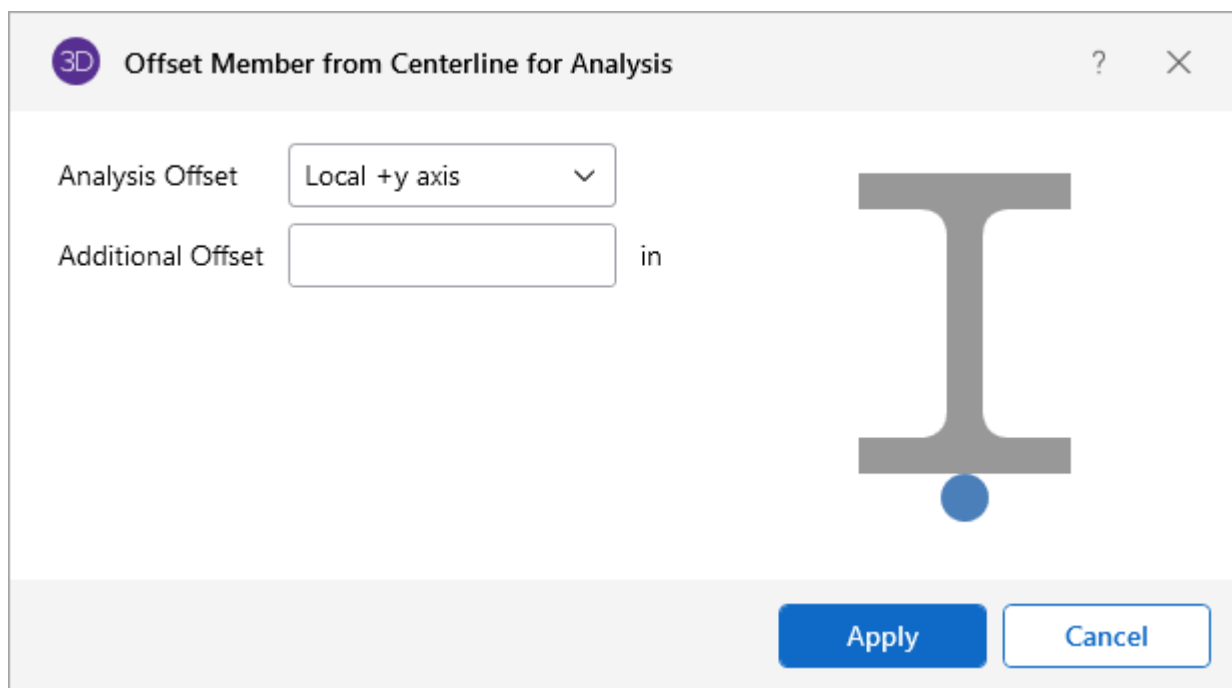 3D Offset Member from Centerline for Analysis ?
Analysis Offset Local +y axis
Additional Offset in
Apply Cancel